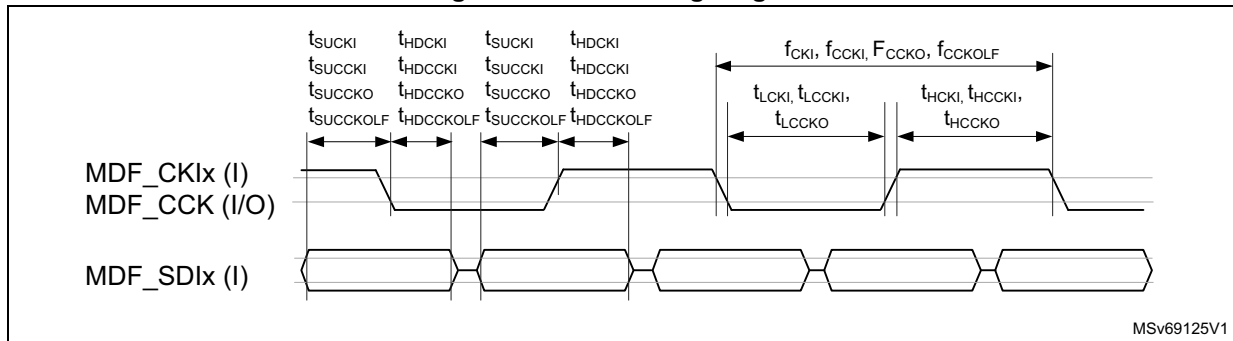 tSUCKI tHDCKI tSUCKI tHDCKI
tSUCCKI tHDCCKI tSUCCKI tHDCCKI
tSUCCKO tHDCCKO tSUCCKO tHDCCKO
tSUCCKOLF tHDCCKOLF tSUCCKOLF tHDCCKOLF
fCKI, fCCKI, FCCKO, fCCKOLF
tLCKI, tLCCKI,
tLCCKO
tHCKI, tHCCKI,
tHCCKO
MDF_CKIx (I)
MDF_CCK (I/O)
MDF_SDIx (I)
MSv69125V1